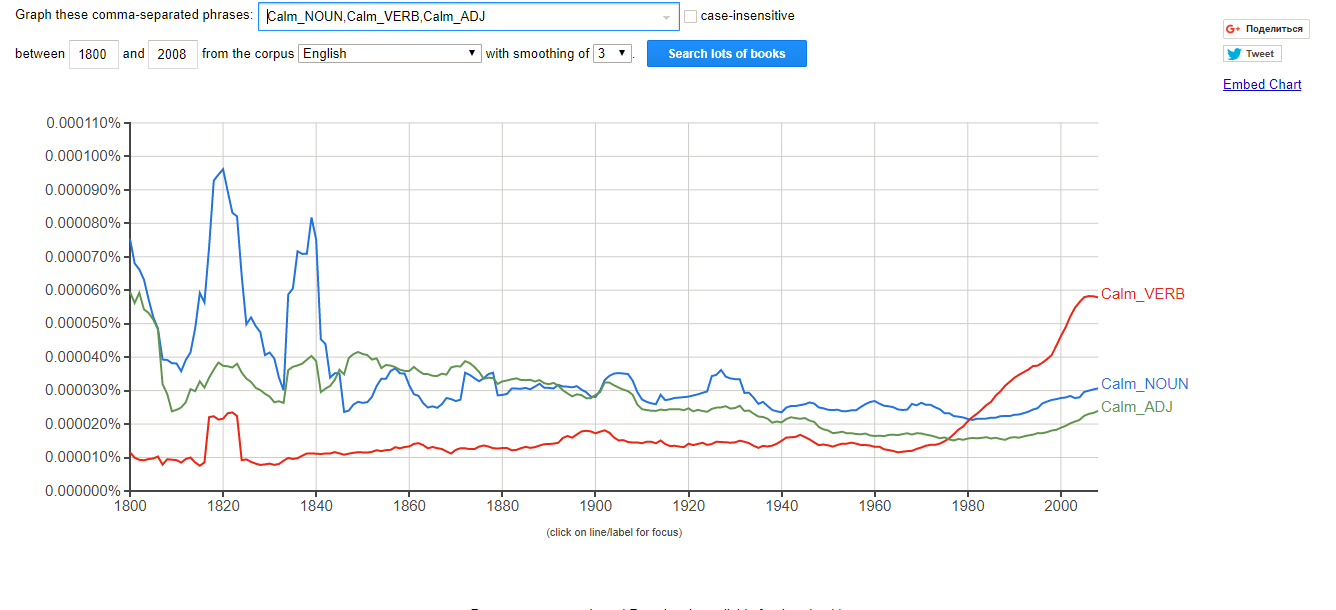 Graph these comma-separated phrases: Calm_NOUN,Calm_VERB,Calm_ADJ case-insensitive
between 1800 and 2008 from the corpus English with smoothing of 3 . Search lots of books
G+ Поделиться
Tweet
Embed Chart
0.000110%
0.000100%
0.000090%
0.000080%
0.000070%
0.000060%
0.000050%
0.000040%
0.000030%
0.000020%
0.000010%
0.000000%
Calm_VERB
Calm_NOUN
Calm_ADJ
1800 1820 1840 1860 1880 1900 1920 1940 1960 1980 2000
(click on line/label for focus)